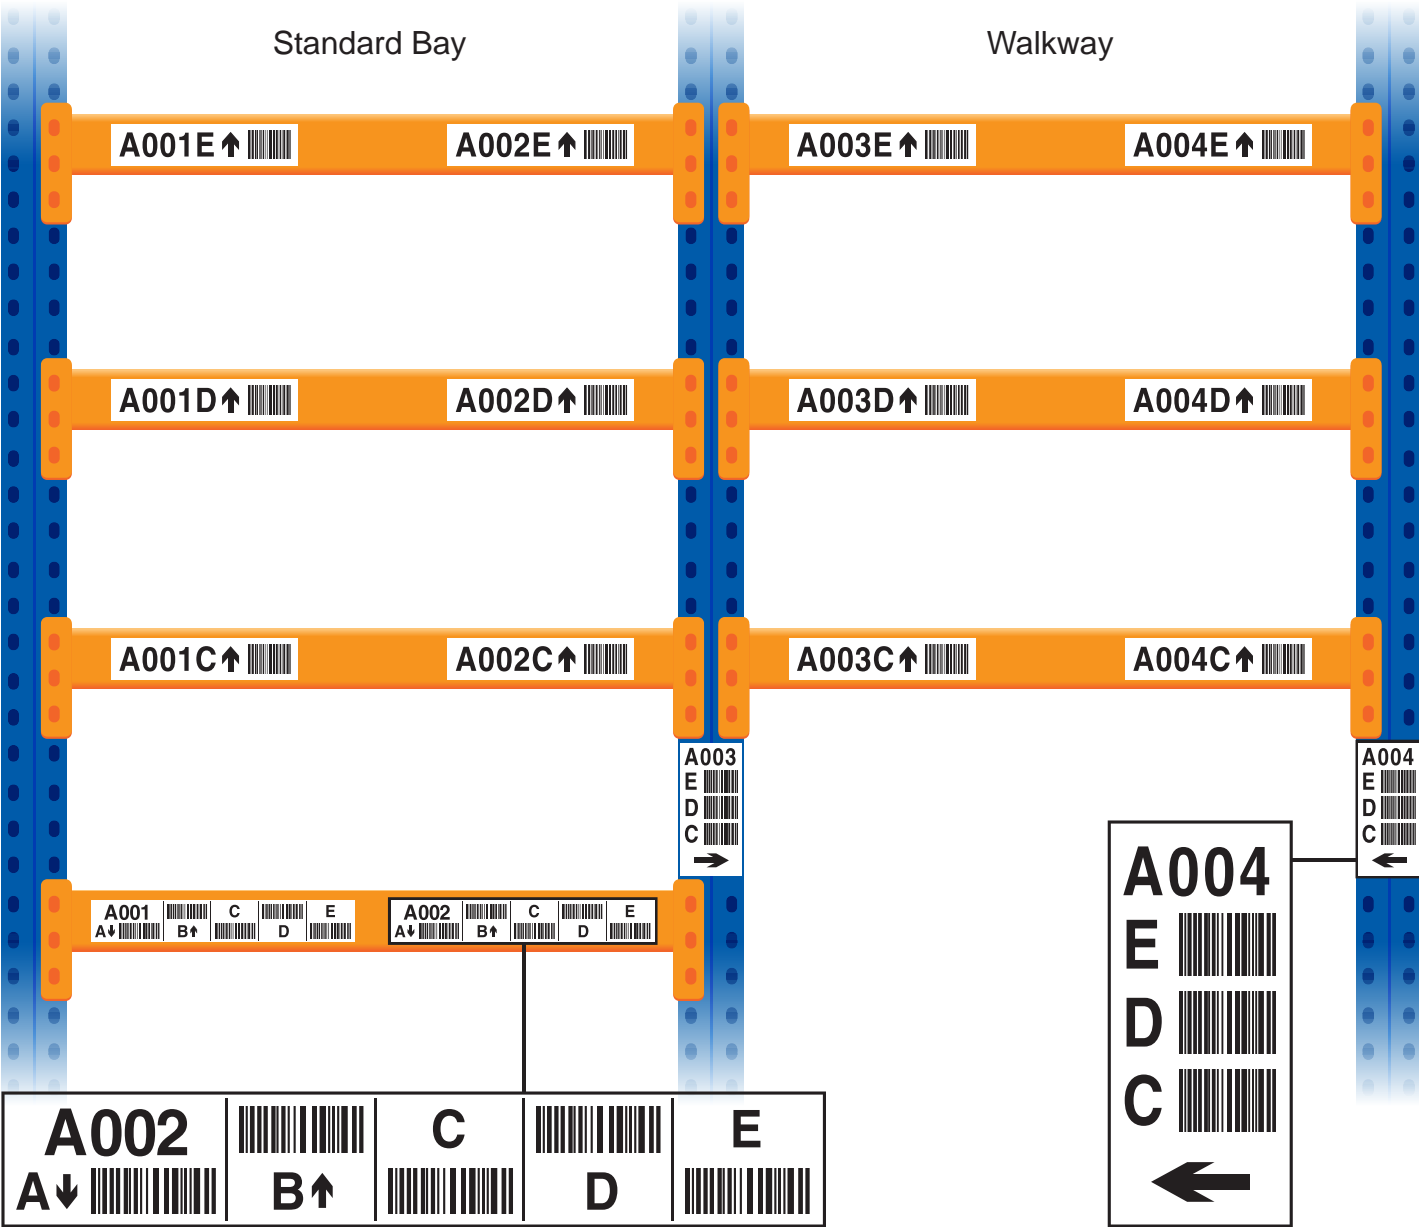 Standard Bay
Walkway
A001E
A002E
A003E
A004E
A001D
A002D
A003D
A004D
A001C
A002C
A003C
A004C
A003
E
D
C
A004
E
D
C
A001 C E
A B D
A002 C E
A B D
A004
E
D
C
A002 C E
A B D